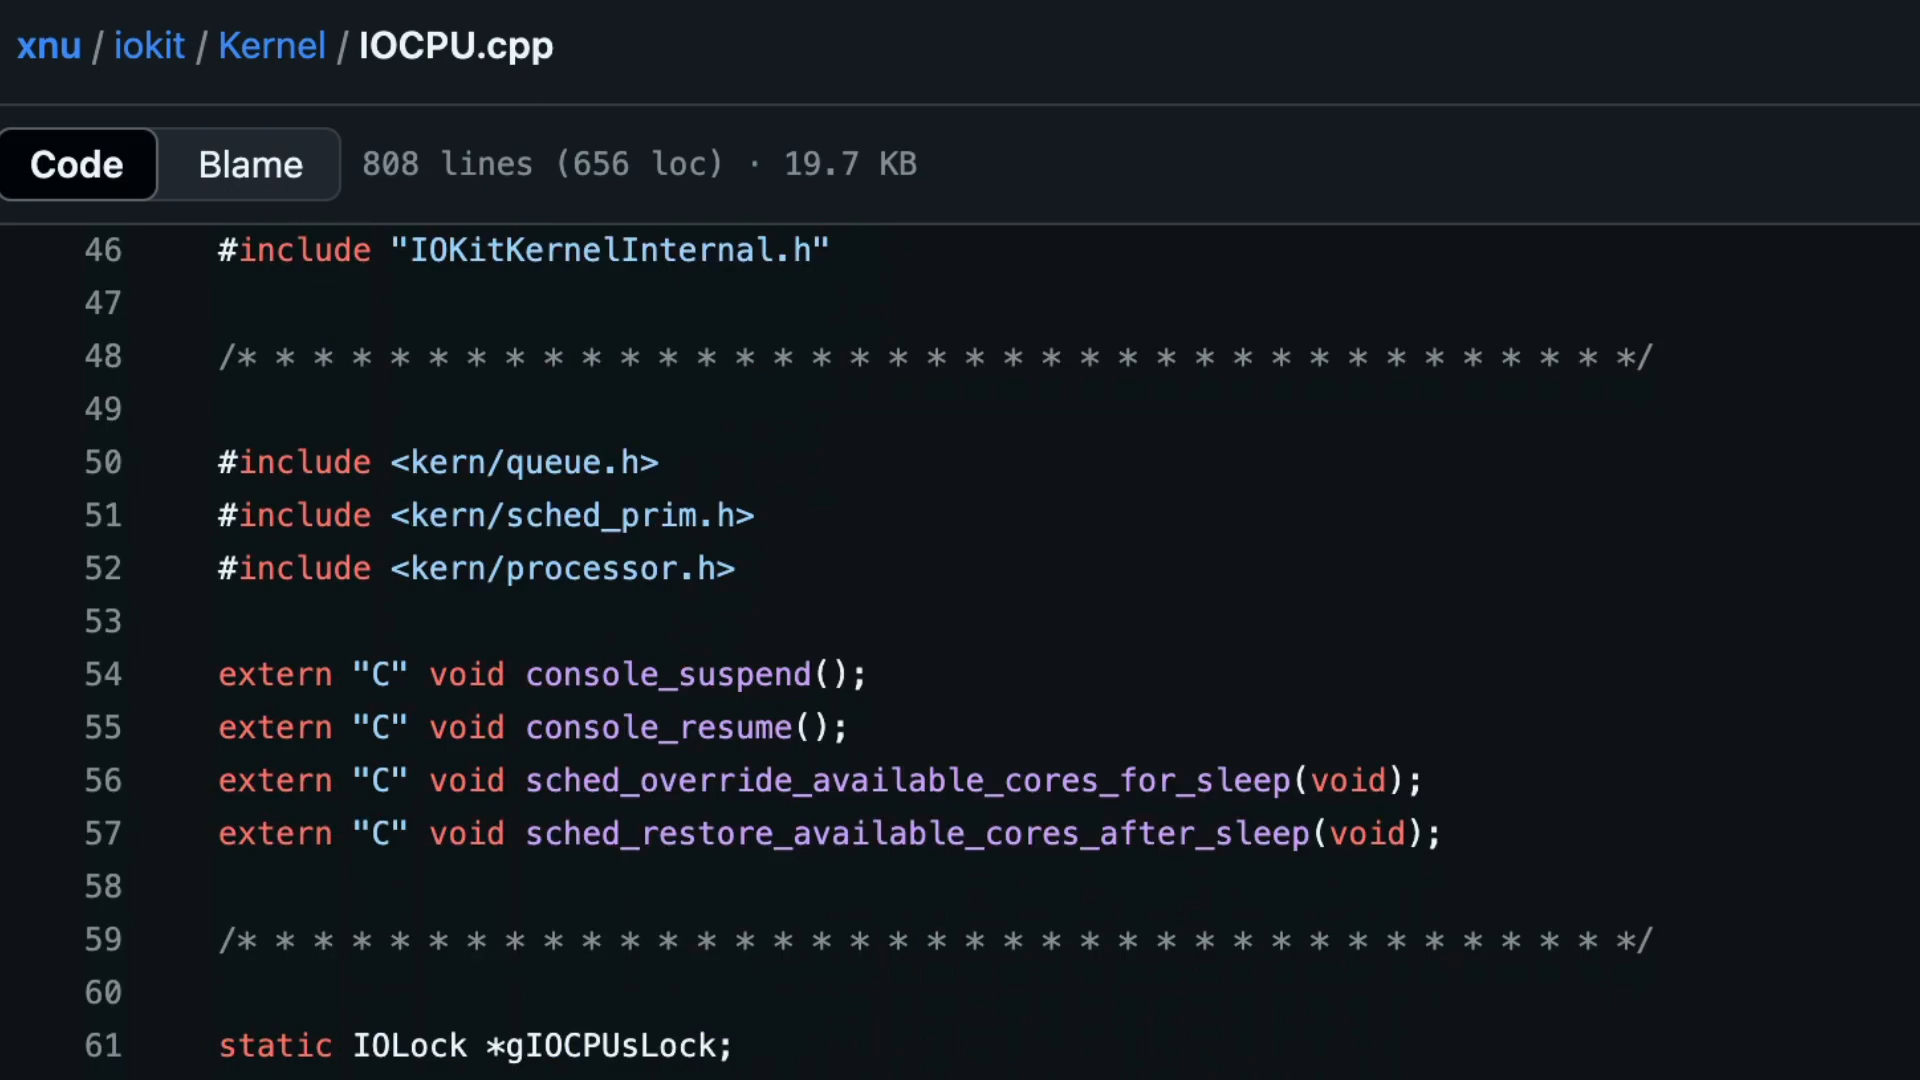 xnu / iokit / Kernel / IOCPU.cpp
Code Blame 808 lines (656 loc) · 19.7 KB
46 #include "IOKitKernelInternal.h"
47
48 /* * * * * * * * * * * * * * * * * * * * * * * * * * * * * * * * * * * * * */
49
50 #include <kern/queue.h>
51 #include <kern/sched_prim.h>
52 #include <kern/processor.h>
53
54 extern "C" void console_suspend();
55 extern "C" void console_resume();
56 extern "C" void sched_override_available_cores_for_sleep(void);
57 extern "C" void sched_restore_available_cores_after_sleep(void);
58
59 /* * * * * * * * * * * * * * * * * * * * * * * * * * * * * * * * * * * * * */
60
61 static IOLock *gIOCPUsLock;